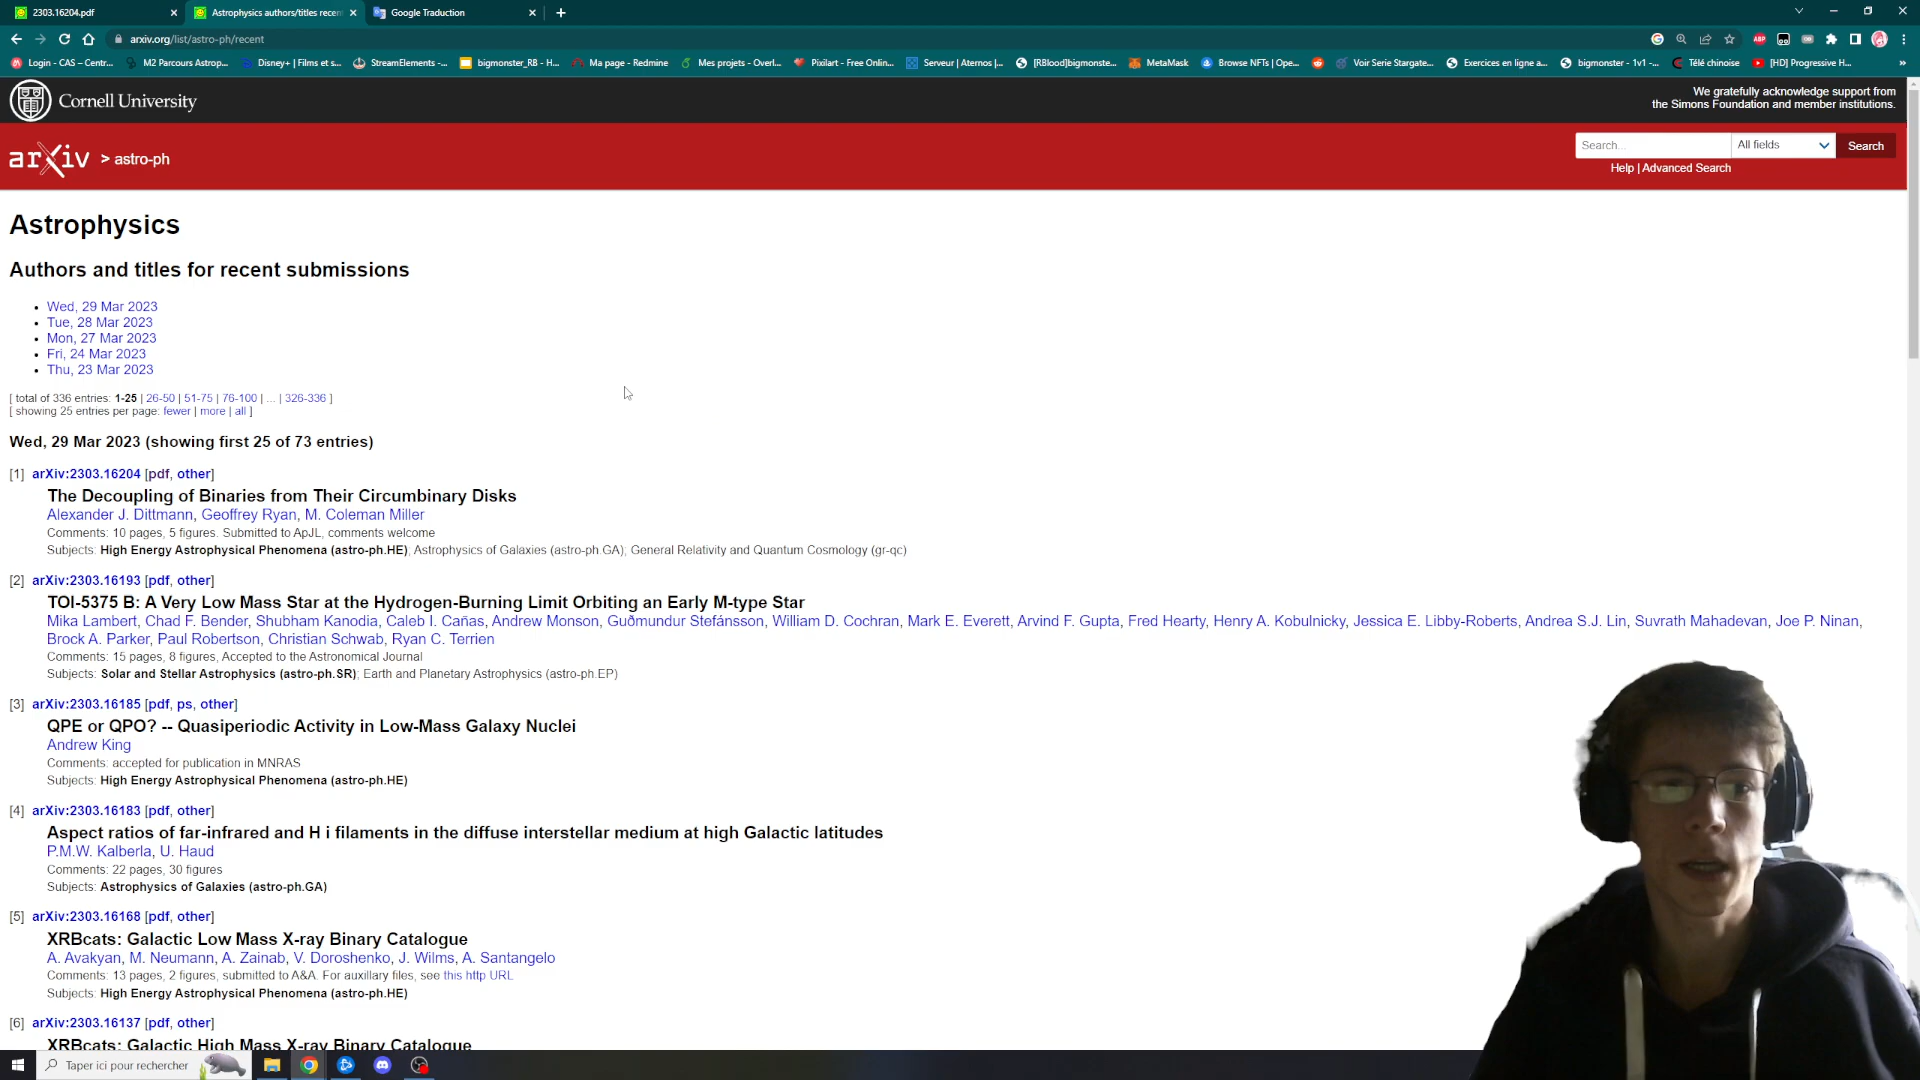 2303.16204.pdf
Astrophysics authors/titles recen
Google Traduction
arxiv.org/list/astro-ph/recent
Login - CAS – Centr...
M2 Parcours Astrop...
Disney+ | Films et s...
StreamElements -...
bigmonster_RB - H...
Ma page - Redmine
Mes projets - Overl...
Pixilart - Free Onlin...
Serveur | Aternos |...
[RBlood]bigmonste...
MetaMask
Browse NFTs | Ope...
Voir Serie Stargate...
Exercices en ligne a...
bigmonster - 1v1 -...
Télé chinoise
[HD] Progressive H...
Cornell University
We gratefully acknowledge support from
the Simons Foundation and member institutions.
arXiv > astro-ph
Search...
All fields
Search
Help | Advanced Search
Astrophysics
Authors and titles for recent submissions
Wed, 29 Mar 2023
Tue, 28 Mar 2023
Mon, 27 Mar 2023
Fri, 24 Mar 2023
Thu, 23 Mar 2023
[ total of 336 entries: 1-25 | 26-50 | 51-75 | 76-100 | ... | 326-336 ]
[ showing 25 entries per page: fewer | more | all ]
Wed, 29 Mar 2023 (showing first 25 of 73 entries)
[1] arXiv:2303.16204 [pdf, other]
The Decoupling of Binaries from Their Circumbinary Disks
Alexander J. Dittmann, Geoffrey Ryan, M. Coleman Miller
Comments: 10 pages, 5 figures. Submitted to ApJL, comments welcome
Subjects: High Energy Astrophysical Phenomena (astro-ph.HE); Astrophysics of Galaxies (astro-ph.GA); General Relativity and Quantum Cosmology (gr-qc)
[2] arXiv:2303.16193 [pdf, other]
TOI-5375 B: A Very Low Mass Star at the Hydrogen-Burning Limit Orbiting an Early M-type Star
Mika Lambert, Chad F. Bender, Shubham Kanodia, Caleb I. Cañas, Andrew Monson, Guðmundur Stefánsson, William D. Cochran, Mark E. Everett, Arvind F. Gupta, Fred Hearty, Henry A. Kobulnicky, Jessica E. Libby-Roberts, Andrea S.J. Lin, Suvrath Mahadevan, Joe P. Ninan,
Brock A. Parker, Paul Robertson, Christian Schwab, Ryan C. Terrien
Comments: 15 pages, 8 figures, Accepted to the Astronomical Journal
Subjects: Solar and Stellar Astrophysics (astro-ph.SR); Earth and Planetary Astrophysics (astro-ph.EP)
[3] arXiv:2303.16185 [pdf, ps, other]
QPE or QPO? -- Quasiperiodic Activity in Low-Mass Galaxy Nuclei
Andrew King
Comments: accepted for publication in MNRAS
Subjects: High Energy Astrophysical Phenomena (astro-ph.HE)
[4] arXiv:2303.16183 [pdf, other]
Aspect ratios of far-infrared and H i filaments in the diffuse interstellar medium at high Galactic latitudes
P.M.W. Kalberla, U. Haud
Comments: 22 pages, 30 figures
Subjects: Astrophysics of Galaxies (astro-ph.GA)
[5] arXiv:2303.16168 [pdf, other]
XRBcats: Galactic Low Mass X-ray Binary Catalogue
A. Avakyan, M. Neumann, A. Zainab, V. Doroshenko, J. Wilms, A. Santangelo
Comments: 13 pages, 2 figures, submitted to A&A. For auxillary files, see this http URL
Subjects: High Energy Astrophysical Phenomena (astro-ph.HE)
[6] arXiv:2303.16137 [pdf, other]
XRBcats: Galactic High Mass X-ray Binary Catalogue
Taper ici pour rechercher